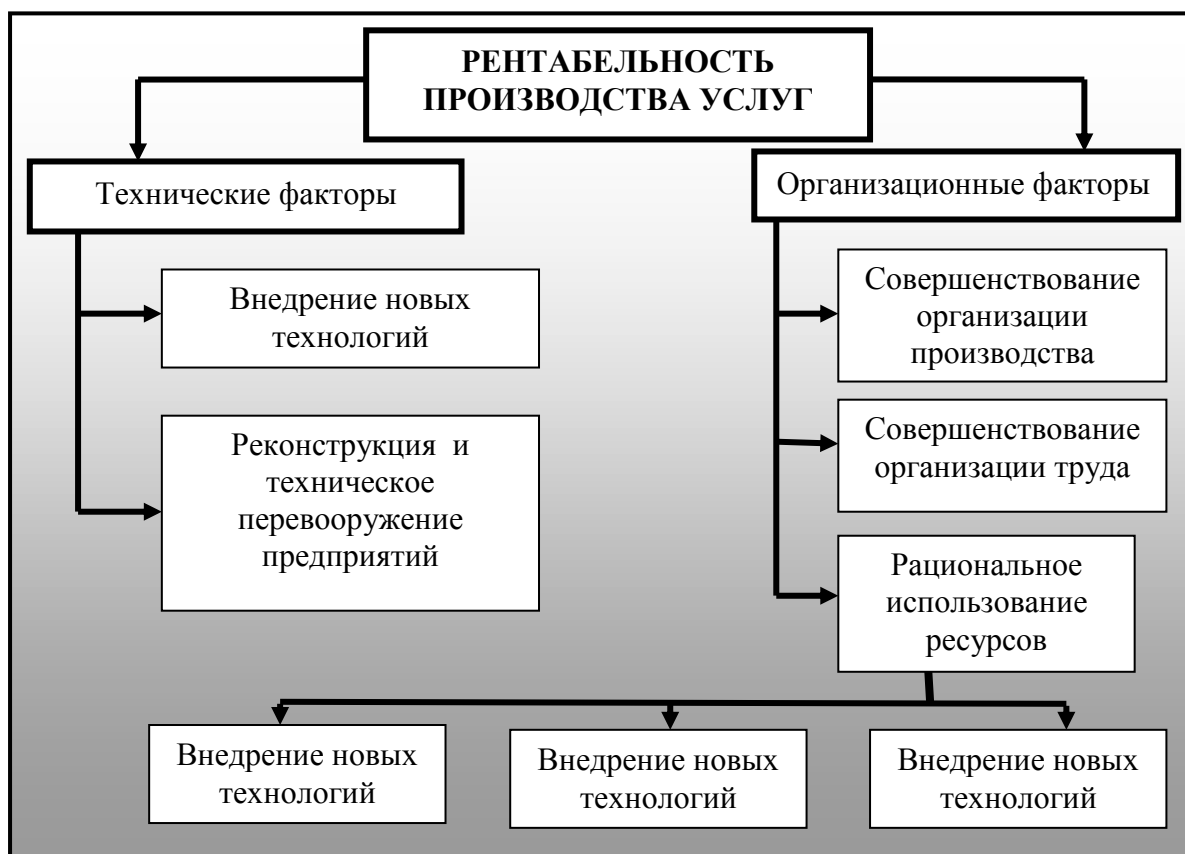 РЕНТАБЕЛЬНОСТЬ
ПРОИЗВОДСТВА УСЛУГ
Технические факторы
Организационные факторы
Внедрение новых
технологий
Реконструкция и
техническое
перевооружение
предприятий
Совершенствование
организации
производства
Совершенствование
организации труда
Рациональное
использование
ресурсов
Внедрение новых
технологий
Внедрение новых
технологий
Внедрение новых
технологий